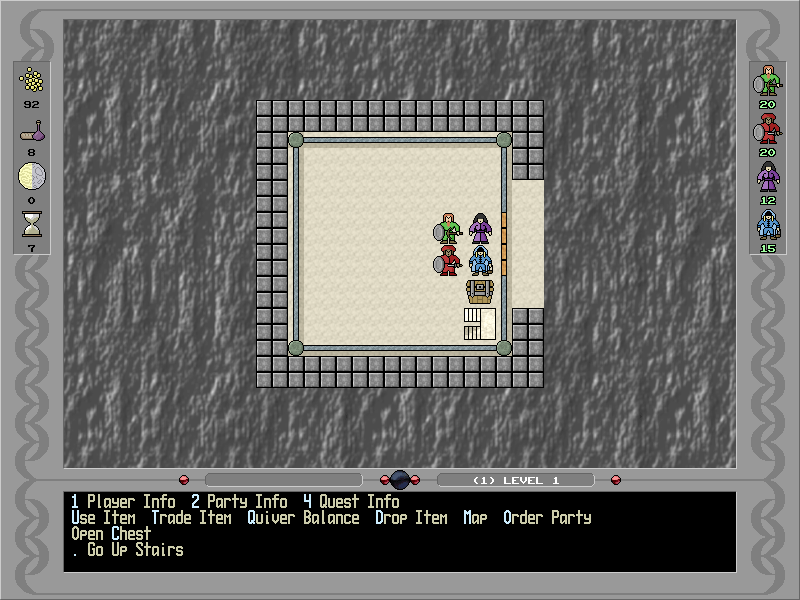 92
8
0
7
20
20
12
15
(1) LEVEL 1
1 Player Info 2 Party Info 4 Quest Info
Use Item Trade Item Quiver Balance Drop Item Map Order Party
Open Chest
. Go Up Stairs